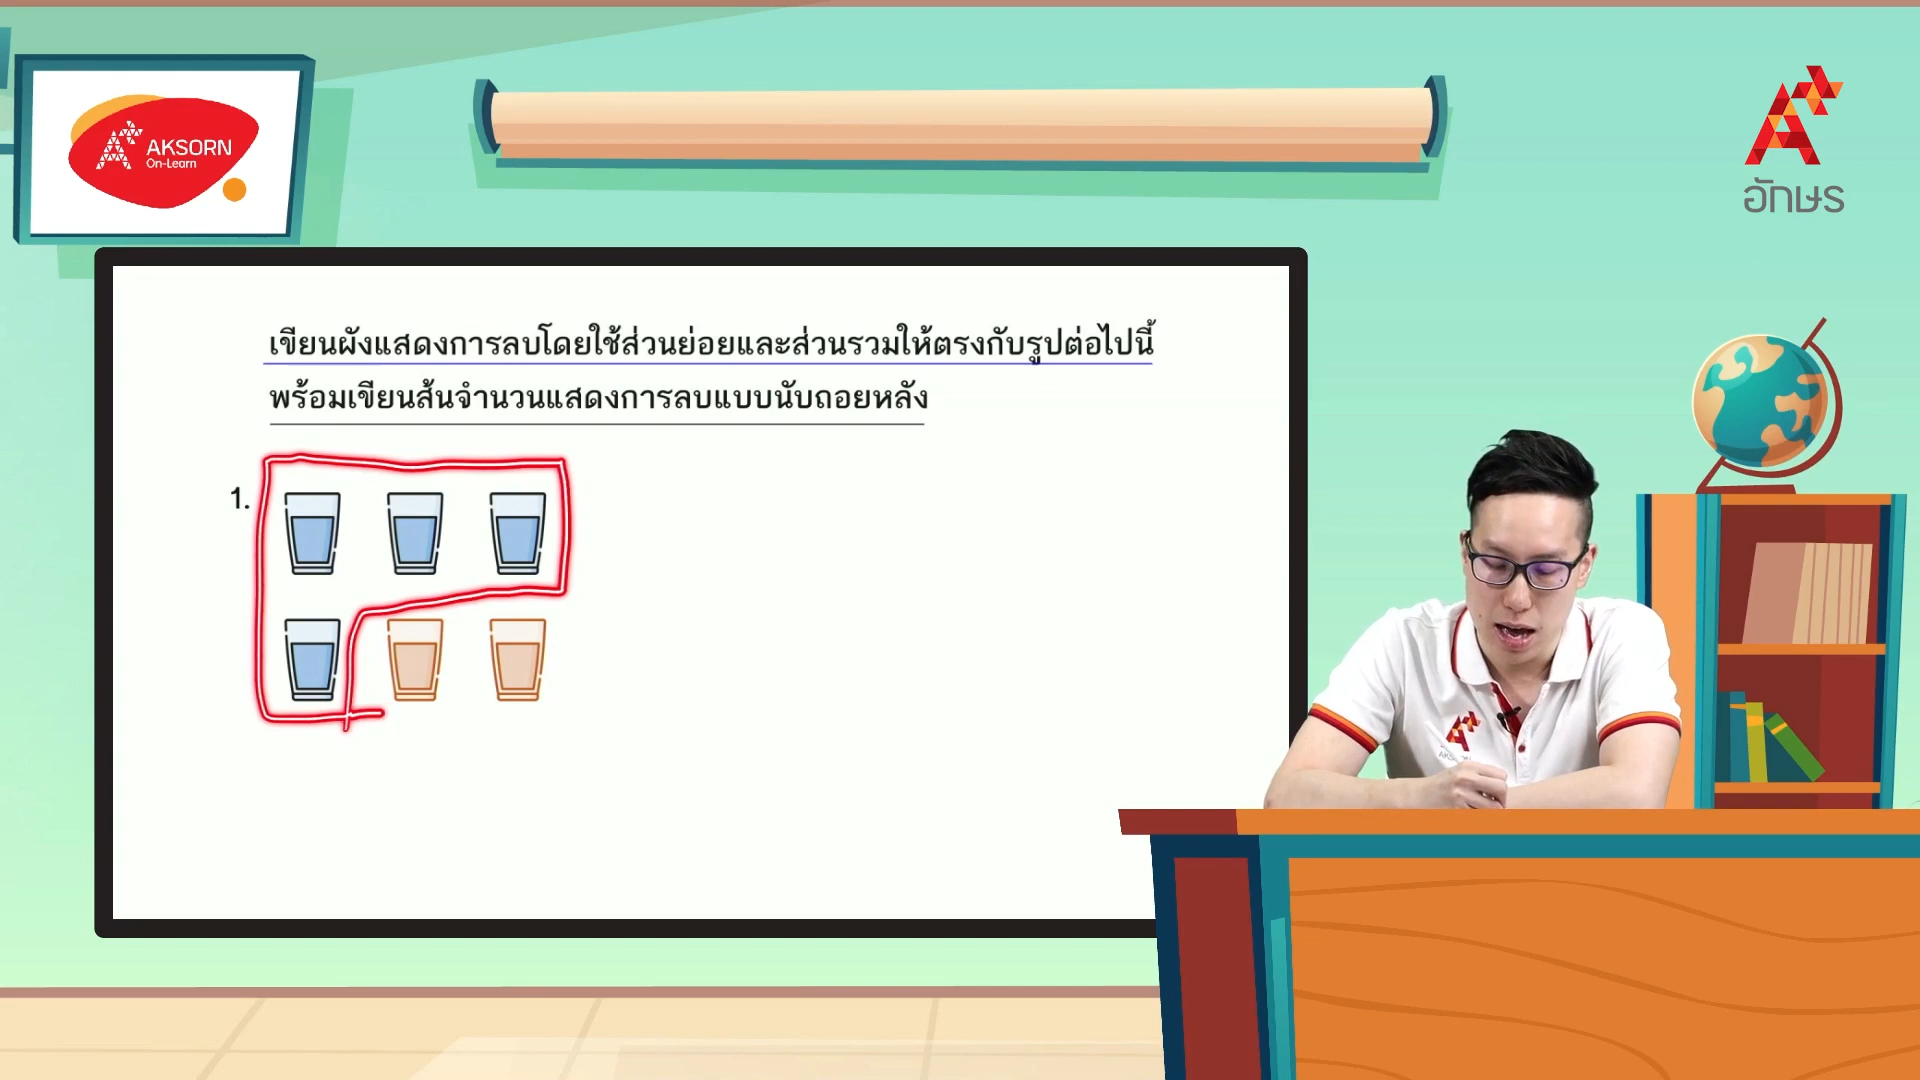 AKSORN
On-Learn
อักษร
เขียนผังแสดงการลบโดยใช้ส่วนย่อยและส่วนรวมให้ตรงกับรูปต่อไปนี้
พร้อมเขียนส้นจำนวนแสดงการลบแบบนับถอยหลัง
1.